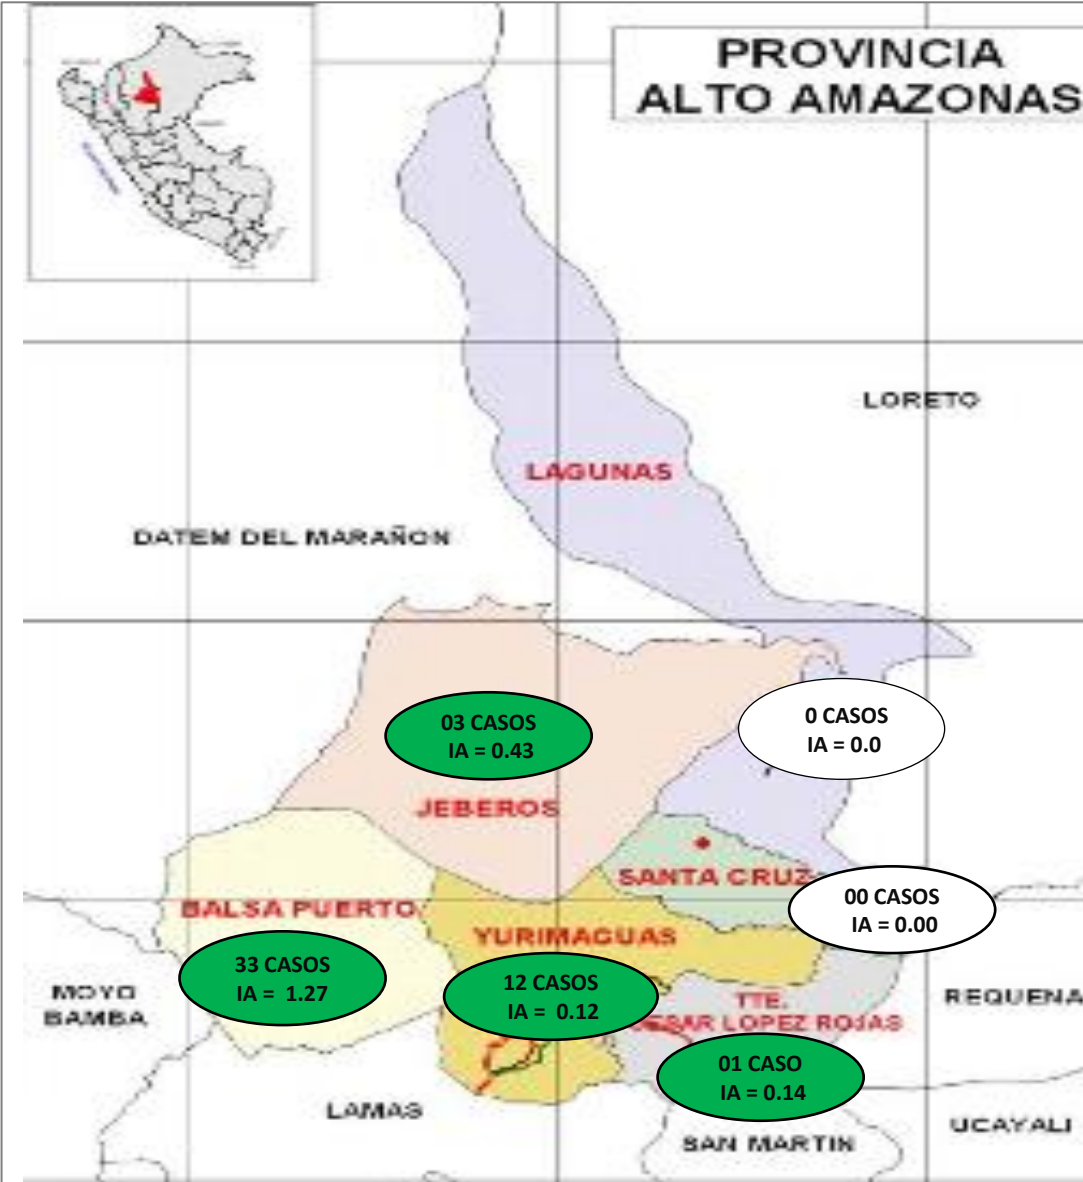 PROVINCIA
ALTO AMAZONAS
LORETO
LAGUNAS
DATEM DEL MARAÑON
03 CASOS
IA = 0.43
0 CASOS
IA = 0.0
JEBEROS
SANTA CRUZ
00 CASOS
IA = 0.00
BALSA PUERTO
YURIMAGUAS
33 CASOS
IA = 1.27
12 CASOS
IA = 0.12
MOYO
BAMBA
TTE.
CESAR LOPEZ ROJAS
REQUENA
01 CASO
IA = 0.14
LAMAS
SAN MARTIN
UCAYALI